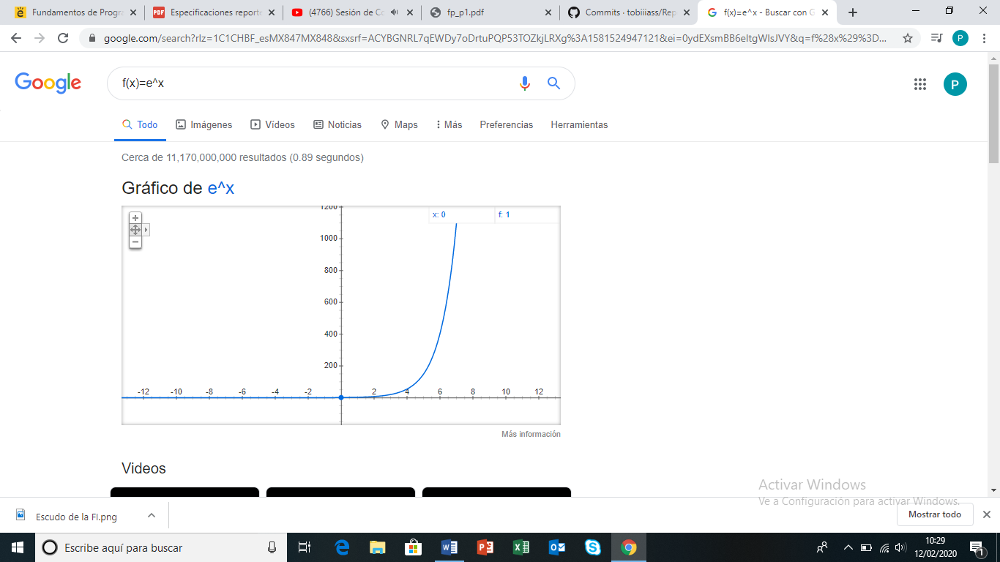 Fundamentos de Progra
Especificaciones reporte
(4766) Sesión de Co
fp_p1.pdf
Commits · tobiiiass/Rep
f(x)=e^x - Buscar con G
google.com/search?rlz=1C1CHBF_esMX847MX848&sxsrf=ACYBGNRL7qEWDy7oDrtuPQP53TOZkjLRXg%3A1581524947121&ei=0ydEXsmBB6eItgWIsJVY&q=f%28x%29%3D...
P
Google
f(x)=e^x
P
Todo
Imágenes
Vídeos
Noticias
Maps
Más
Preferencias
Herramientas
Cerca de 11,170,000,000 resultados (0.89 segundos)
Gráfico de e^x
x: 0
f: 1
1200
1000
800
600
400
200
-12 -10 -8 -6 -4 -2 2 4 6 8 10 12
Más información
Videos
Activar Windows
Ve a Configuración para activar Windows.
Escudo de la FI.png
Mostrar todo
Escribe aquí para buscar
10:29
12/02/2020
1